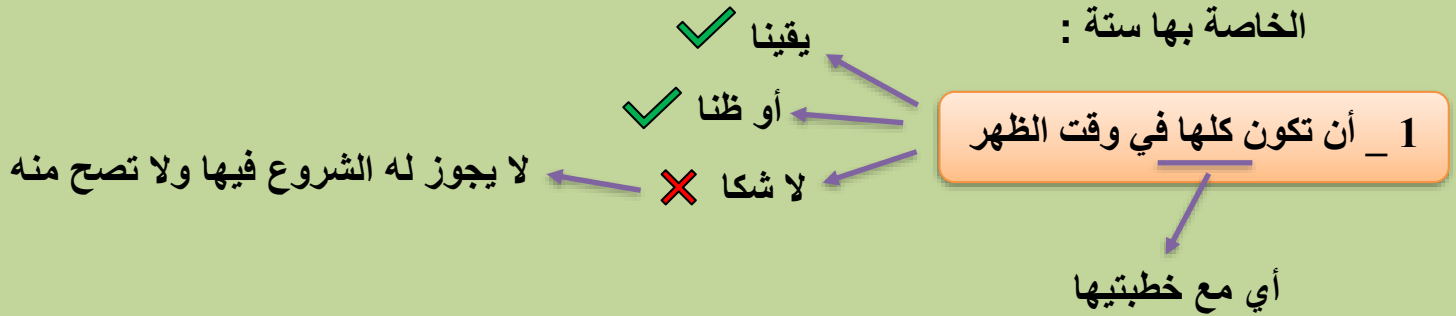 الخاصة بها ستة :
1 _ أن تكون كلها في وقت الظهر
يقينا
أو ظنا
لا شكا
لا يجوز له الشروع فيها ولا تصح منه
أي مع خطبتيها